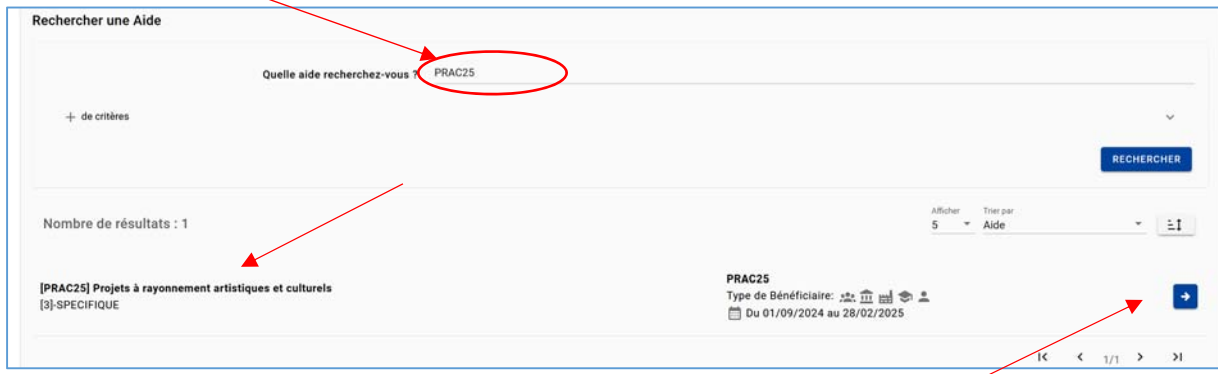 Rechercher une Aide
Quelle aide recherchez-vous ? PRAC25
+ de critères
RECHERCHER
Nombre de résultats : 1
Afficher
5
Trier par
Aide
[PRAC25] Projets à rayonnement artistiques et culturels
[3]-SPECIFIQUE
PRAC25
Type de Bénéficiaire:
Du 01/09/2024 au 28/02/2025
1/1